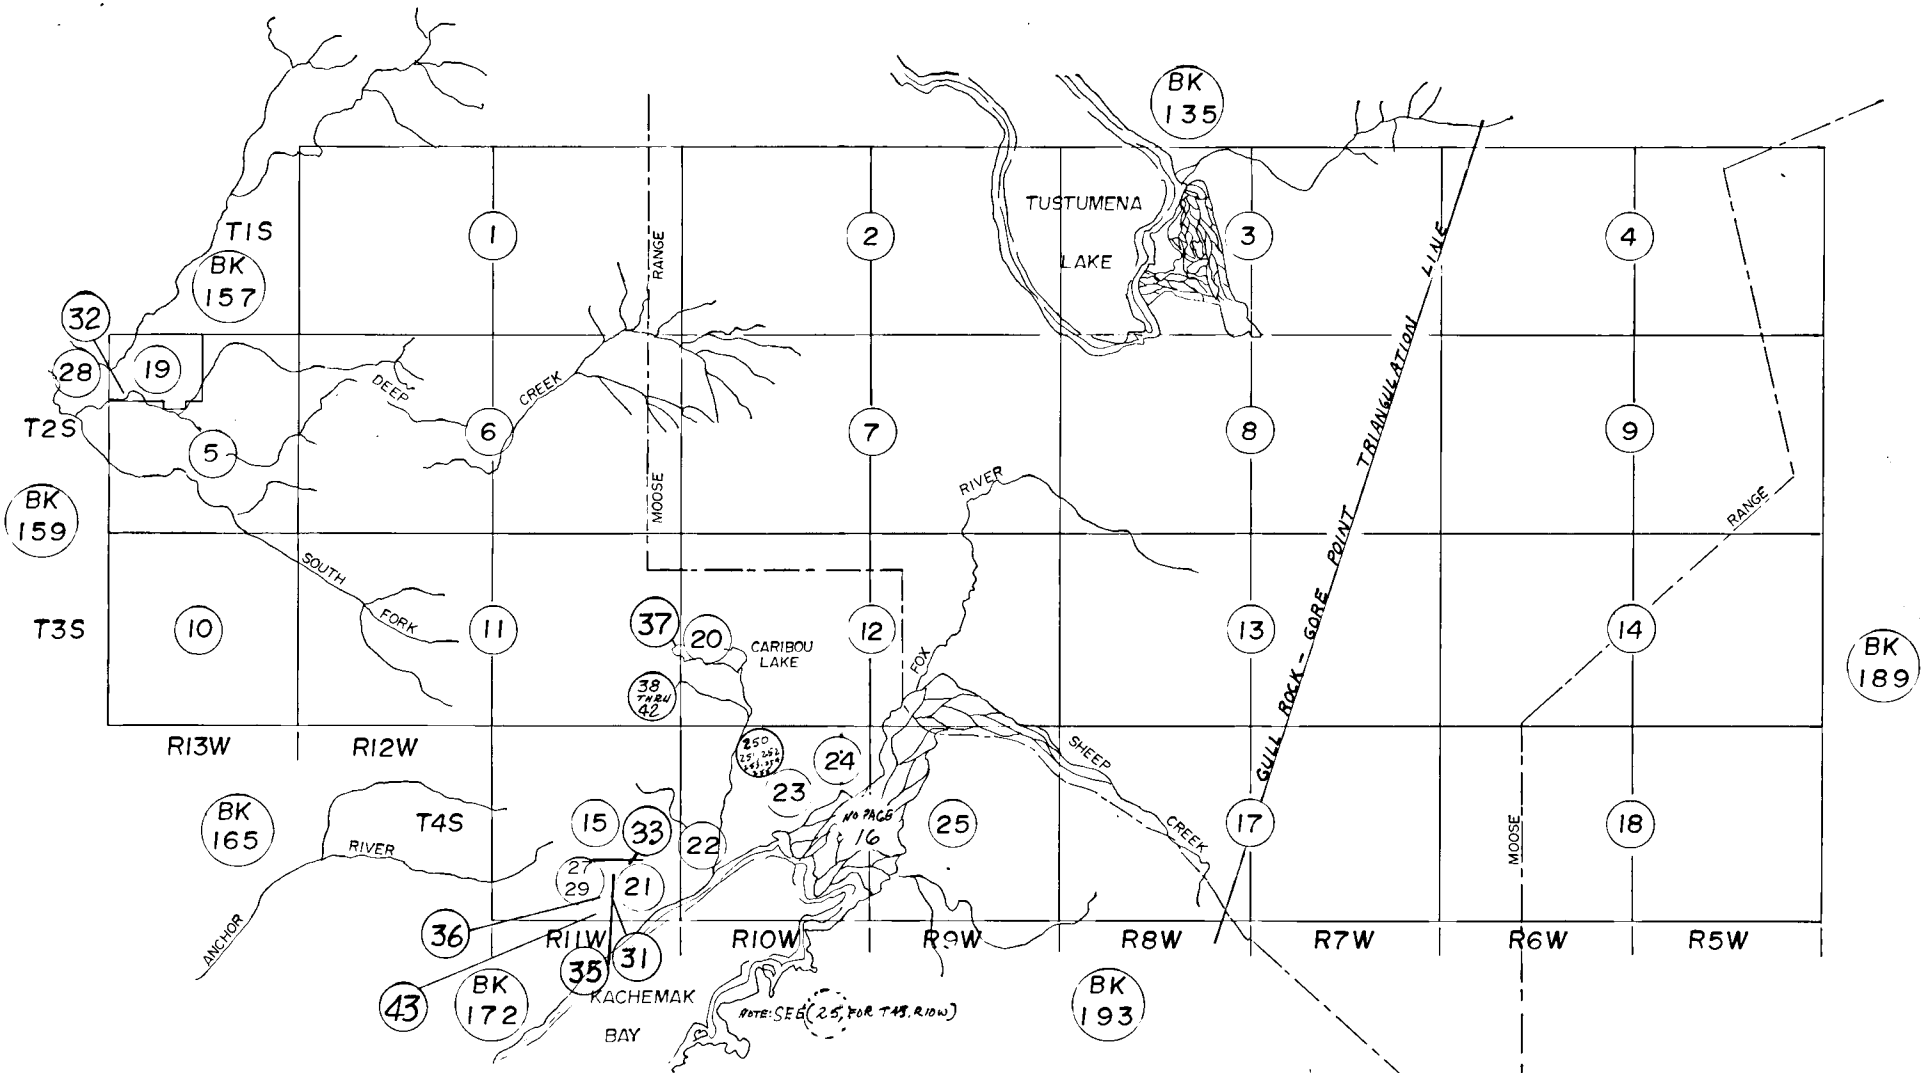 BK
135
TUSTUMENA
LAKE
T1S
BK
157
1
2
3
4
RANGE
LINE
32
28
19
DEEP
CREEK
TRIANGULATION
T2S
5
6
7
8
9
MOOSE
RIVER
RANGE
BK
159
POINT
SOUTH
FORK
T3S
10
11
37
20
CARIBOU
LAKE
12
13
14
FOX
GULL ROCK - GORE
BK
189
38
THRU
42
R13W
R12W
250
251, 252
24
SHEEP
CREEK
23
BK
165
T4S
RIVER
ANCHOR
15
33
22
NO PAGE
16
25
17
MOOSE
18
27
29
21
36
R11W
R10W
R9W
R8W
R7W
R6W
R5W
35
31
43
BK
172
KACHEMAK
BAY
NOTE: SEE (25, FOR T4S, R10W)
BK
193